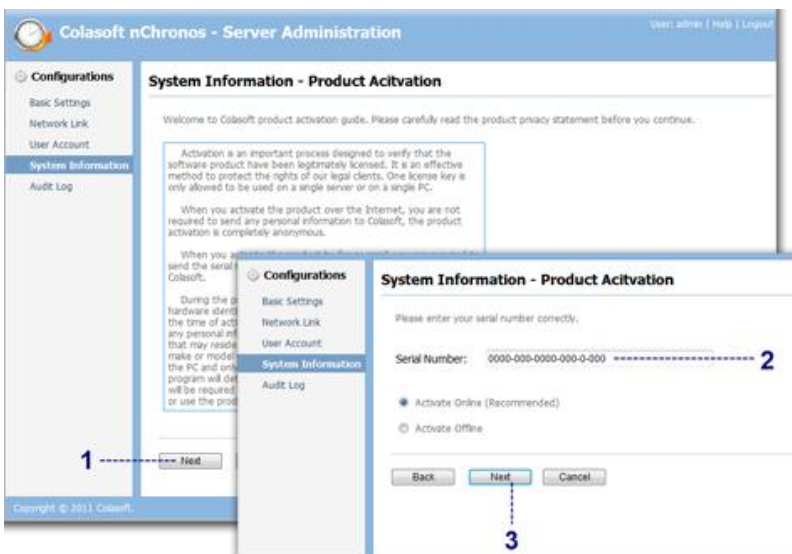 Colasoft nChronos - Server Administration
User: admin | Help | Logout
Configurations
Basic Settings
Network Link
User Account
System Information
Audit Log
System Information - Product Acitvation
Welcome to Colasoft product activation guide. Please carefully read the product privacy statement before you continue.
Activation is an important process designed to verify that the
software product have been legitimately licensed. It is an effective
method to protect the rights of our legal clients. One license key is
only allowed to be used on a single server or on a single PC.
When you activate the product over the Internet, you are not
required to send any personal information to Colasoft, the product
activation is completely anonymous.
When you
send the serial
Colasoft.
During the
hardware
the time of
any personal
that may
make or model
the PC and only
program will
will be required
or use the
1
Next
Copyright © 2011 Colasoft.
Configurations
Basic Settings
Network Link
User Account
System Information
Audit Log
System Information - Product Acitvation
Please enter your serial number correctly.
Serial Number: 0000-000-0000-000-0-000
2
Activate Online (Recommended)
Activate Offline
Back Next Cancel
3